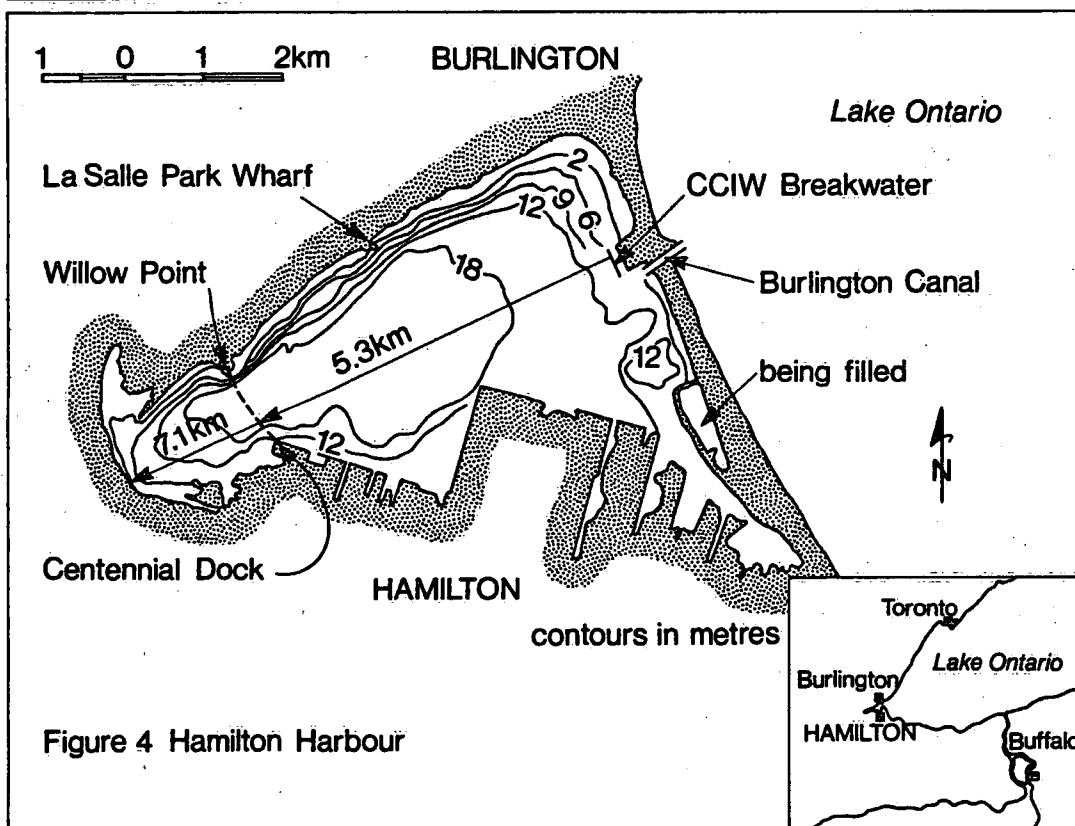 1 0 1 2km
BURLINGTON
Lake Ontario
La Salle Park Wharf
2
CCIW Breakwater
9
6
12
Willow Point
18
Burlington Canal
5.3km
12
being filled
7.1km
12
N
Centennial Dock
HAMILTON
contours in metres
Toronto
Lake Ontario
Burlington
HAMILTON
Buffalo
Figure 4 Hamilton Harbour